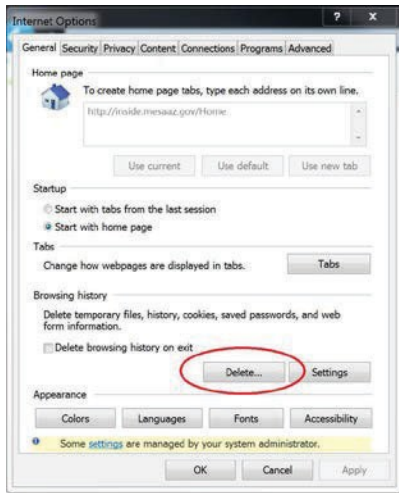 Internet Options
? X
General Security Privacy Content Connections Programs Advanced
Home page
To create home page tabs, type each address on its own line.
http://inside.mesaaz.gov/Home
Use current Use default Use new tab
Startup
Start with tabs from the last session
Start with home page
Tabs
Change how webpages are displayed in tabs. Tabs
Browsing history
Delete temporary files, history, cookies, saved passwords, and web
form information.
Delete browsing history on exit
Delete... Settings
Appearance
Colors Languages Fonts Accessibility
Some settings are managed by your system administrator.
OK Cancel Apply